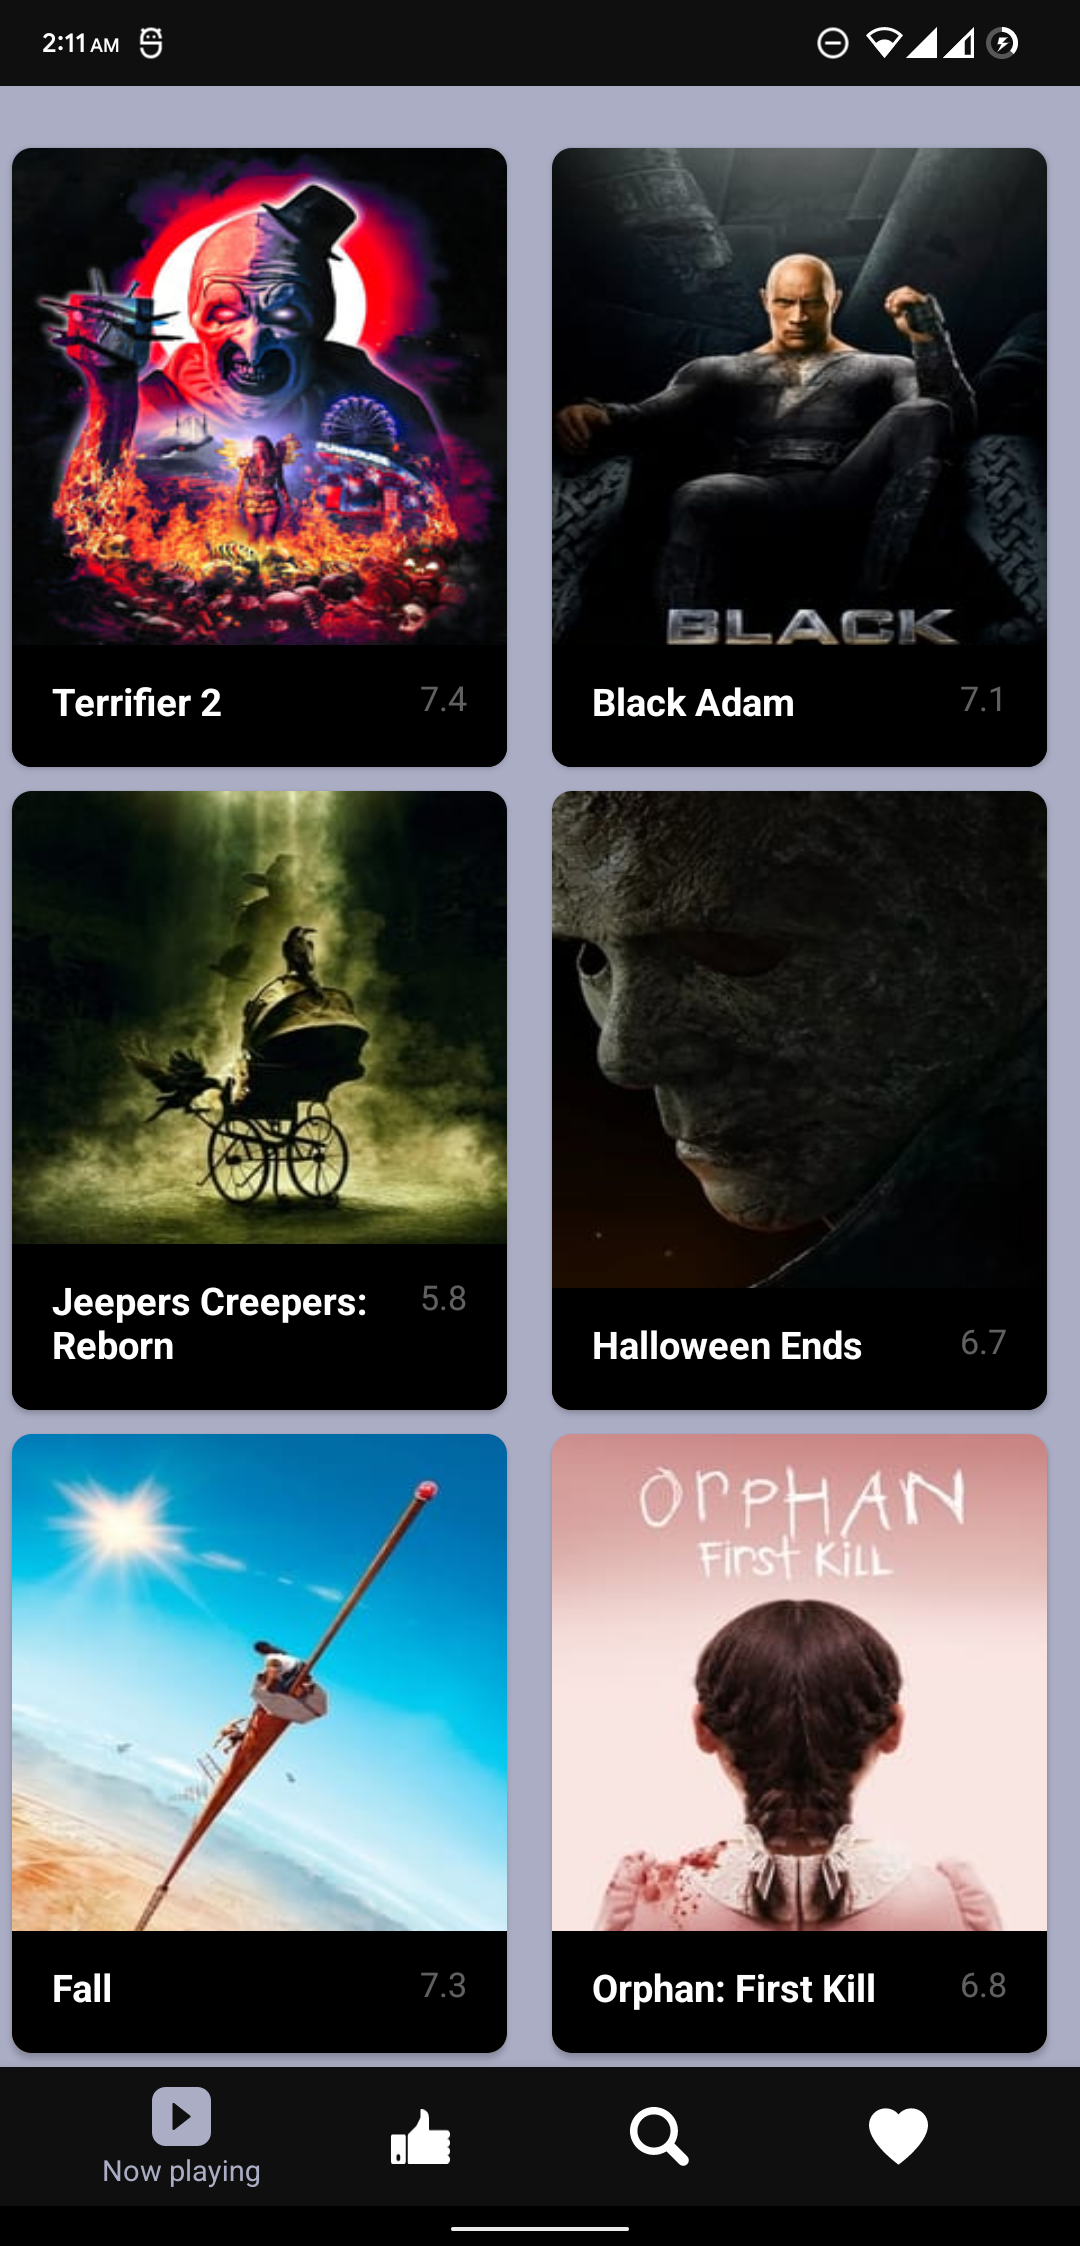 2:11 AM
BLACK
Terrifier 2 7.4
Black Adam 7.1
Jeepers Creepers: 5.8
Reborn
Halloween Ends 6.7
ORPHAN
First Kill
Fall 7.3
Orphan: First Kill 6.8
Now playing